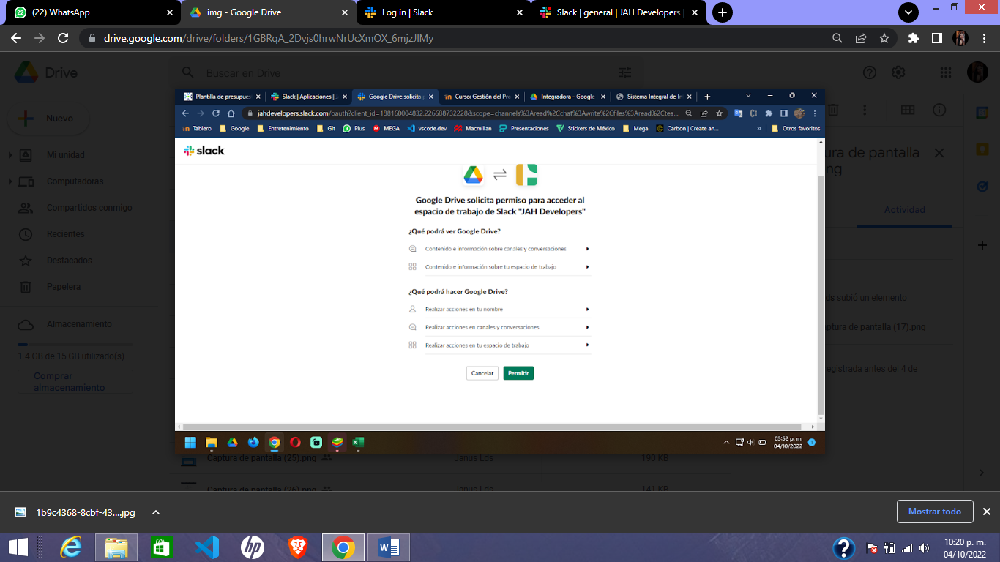 (22) WhatsApp
img - Google Drive
Log in | Slack
Slack | general | JAH Developers |
drive.google.com/drive/folders/1GBRqA_2Dvjs0hrwNrUcXmOX_6mjzJIMy
Drive
Buscar en Drive
Nuevo
Mi unidad
Computadoras
Compartidos conmigo
Recientes
Destacados
Papelera
Almacenamiento
1.4 GB de 15 GB utilizado(s)
Comprar
almacenamiento
Plantilla de presupues
Slack | Aplicaciones | J
Google Drive solicita p
Curso: Gestión del Pro
Integradora - Google
Sistema Integral de In
jahdevelopers.slack.com/oauth?client_id=188160004832.226688732228&scope=channels%3Aread%2Cchat%3Awrite%2Cfiles%3Aread%2Ctea...
Tablero
Google
Entretenimiento
Git
Plus
MEGA
vscode.dev
Macmillan
Presentaciones
Stickers de México
Mega
Carbon | Create an...
»
Otros favoritos
slack
Google Drive solicita permiso para acceder al
espacio de trabajo de Slack "JAH Developers"
¿Qué podrá ver Google Drive?
Contenido e información sobre canales y conversaciones
Contenido e información sobre tu espacio de trabajo
¿Qué podrá hacer Google Drive?
Realizar acciones en tu nombre
Realizar acciones en canales y conversaciones
Realizar acciones en tu espacio de trabajo
Cancelar
Permitir
03:52 p. m.
04/10/2022
1
ura de pantalla
ng
Actividad
ds subió un elemento
ptura de pantalla (17).png
egistrada antes del 4 de
Captura de pantalla (25).png
Janus Lds
190 KB
Captura de pantalla (26).png
Janus Lds
141 KB
1b9c4368-8cbf-43....jpg
Mostrar todo
10:20 p. m.
04/10/2022